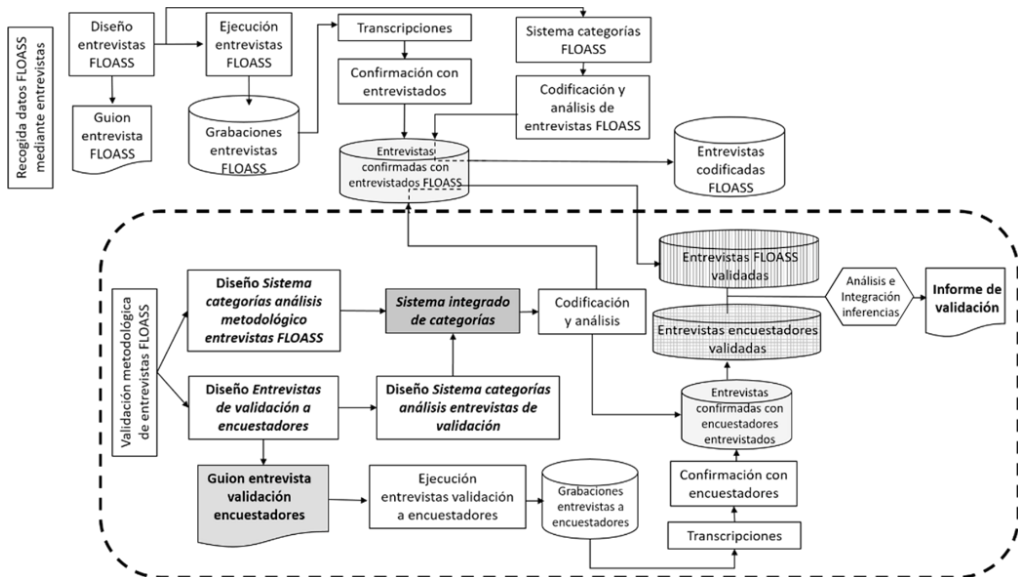 Recogida datos FLOASS
mediante entrevistas
Diseño
entrevistas
FLOASS
Ejecución
entrevistas
FLOASS
Transcripciones
Sistema categorías
FLOASS
Guion
entrevista
FLOASS
Grabaciones
entrevistas
FLOASS
Confirmación con
entrevistados
Codificación y
análisis de
entrevistas FLOASS
Entrevistas
confirmadas con
entrevistados FLOASS
Entrevistas
codificadas
FLOASS
Validación metodológica
de entrevistas FLOASS
Diseño Sistema
categorías análisis
metodológico
entrevistas FLOASS
Sistema integrado
de categorías
Codificación
y análisis
Entrevistas FLOASS
validadas
Entrevistas encuestadores
validadas
Análisis e
Integración
inferencias
Informe de
validación
Diseño Entrevistas
de validación a
encuestadores
Diseño Sistema categorías
análisis entrevistas de
validación
Entrevistas
confirmadas con
encuestadores
entrevistados
Guion entrevista
validación
encuestadores
Ejecución
entrevistas validación
a encuestadores
Grabaciones
entrevistas a
encuestadores
Confirmación con
encuestadores
Transcripciones